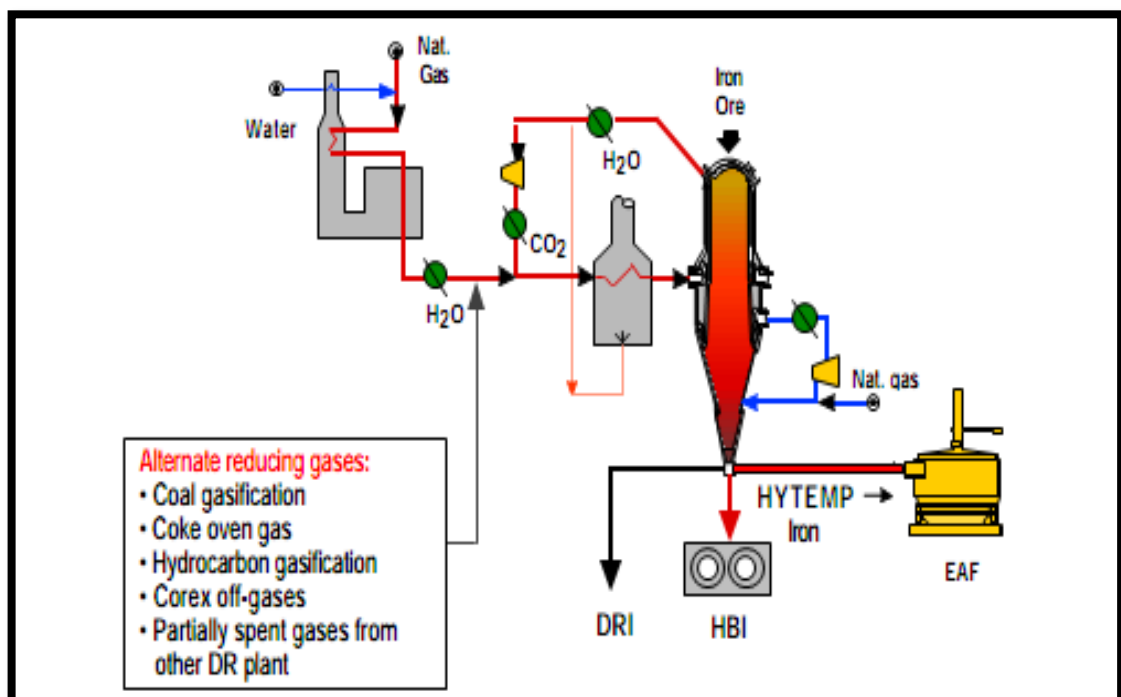 Nat.
Gas
Water
Iron
Ore
H2O
CO2
H2O
Nat. gas
Alternate reducing gases:
• Coal gasification
• Coke oven gas
• Hydrocarbon gasification
• Corex off-gases
• Partially spent gases from
other DR plant
HYTEMP
Iron
EAF
DRI
HBI